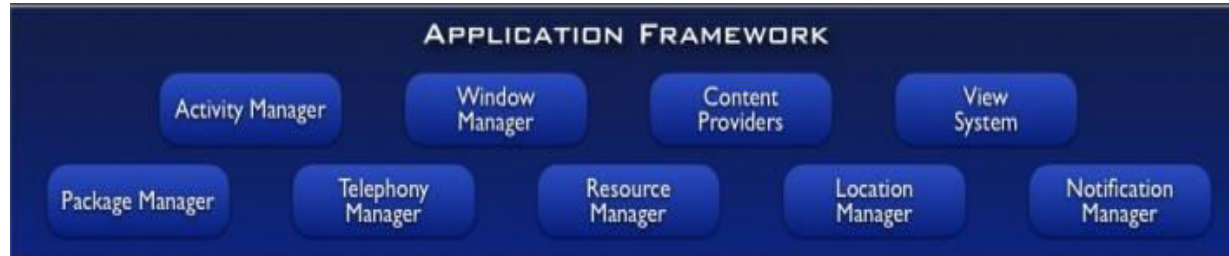 APPLICATION FRAMEWORK
Activity Manager
Window
Manager
Content
Providers
View
System
Package Manager
Telephony
Manager
Resource
Manager
Location
Manager
Notification
Manager